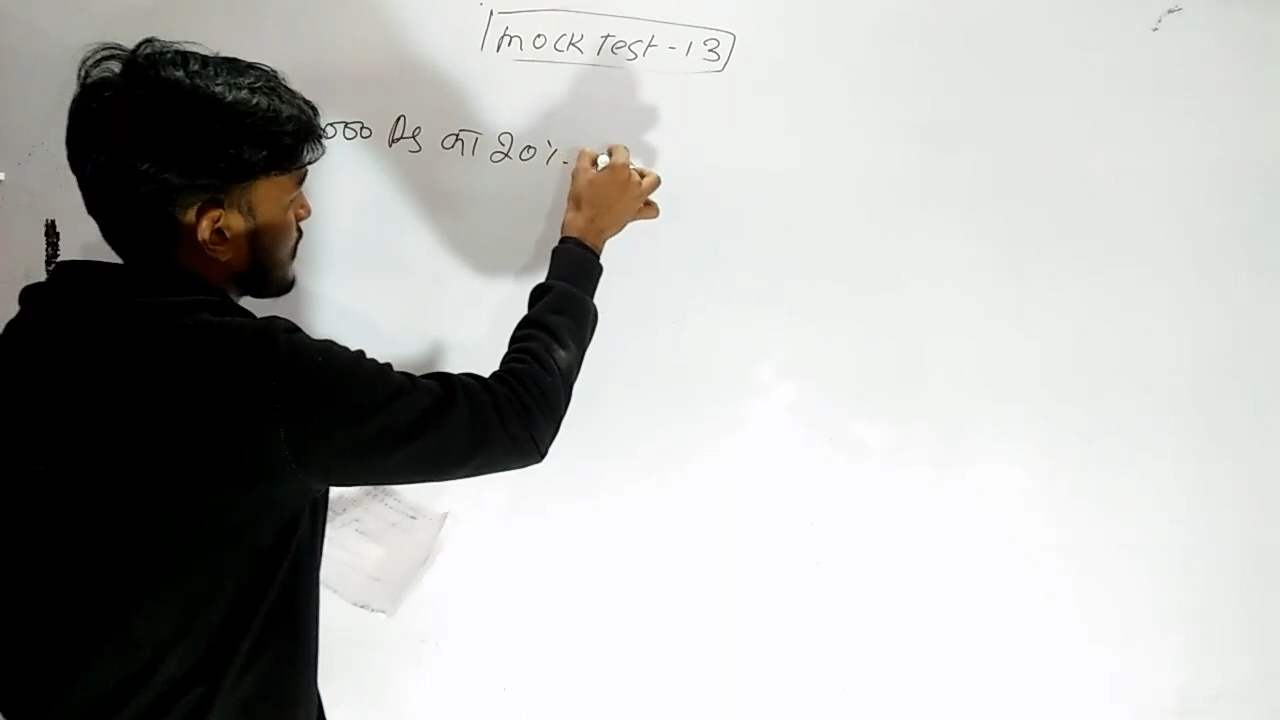 Mock Test-13
000 Rs का 20%.